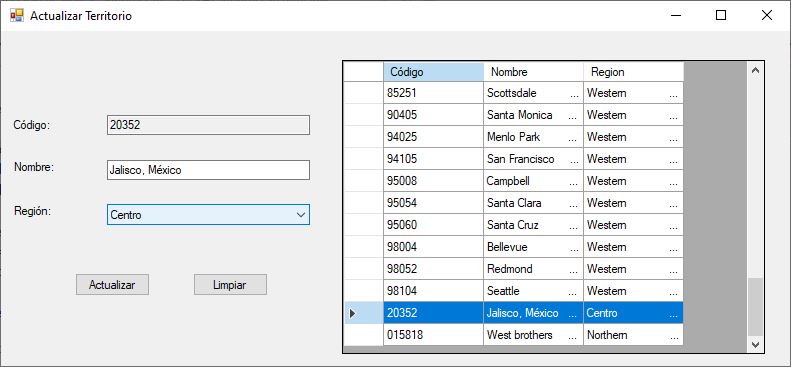 Actualizar Territorio
Código: 20352
Nombre: Jalisco, México
Región: Centro
Actualizar Limpiar
Código Nombre Region
85251 Scottsdale ... Western ...
90405 Santa Monica ... Western ...
94025 Menlo Park ... Western ...
94105 San Francisco ... Western ...
95008 Campbell ... Western ...
95054 Santa Clara ... Western ...
95060 Santa Cruz ... Western ...
98004 Bellevue ... Western ...
98052 Redmond ... Western ...
98104 Seattle ... Western ...
20352 Jalisco, México ... Centro ...
015818 West brothers ... Northern ...